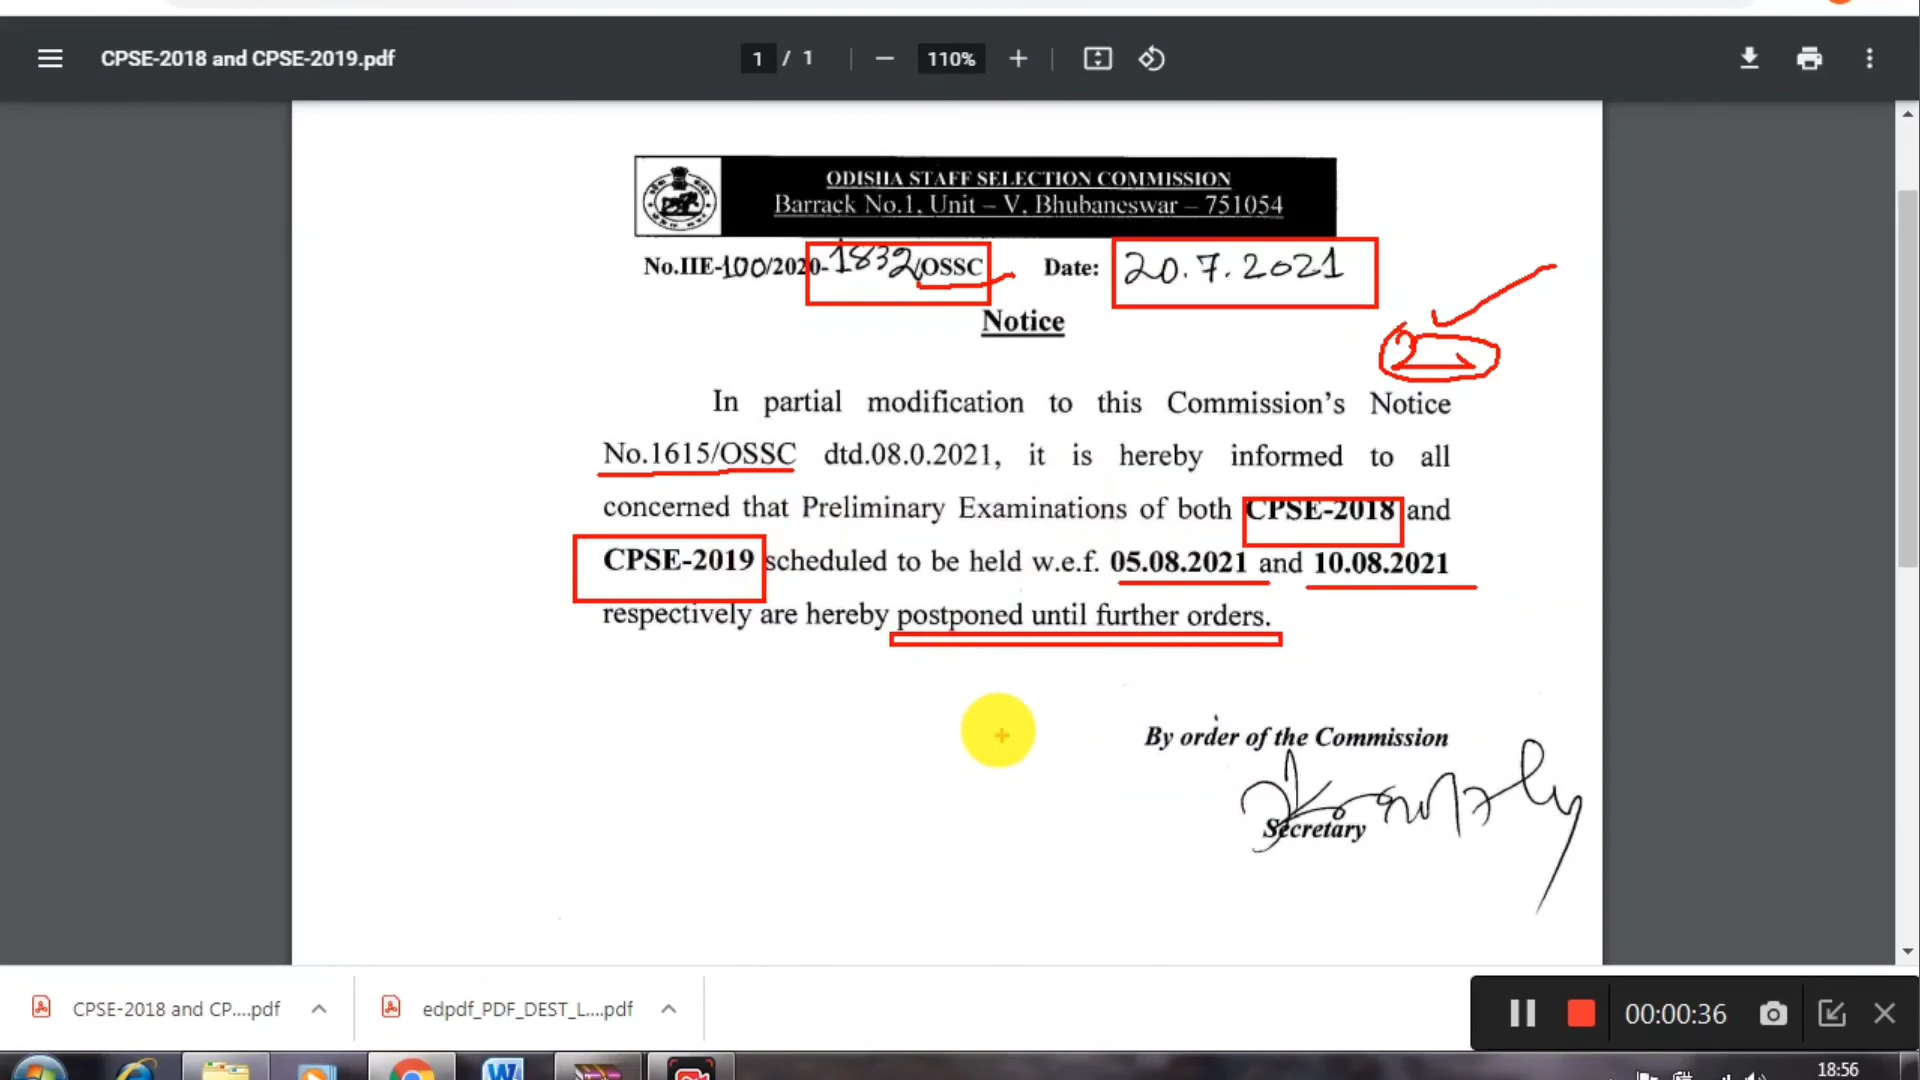 CPSE-2018 and CPSE-2019.pdf
1 / 1
110%
ODISHA STAFF SELECTION COMMISSION
Barrack No.1, Unit – V, Bhubaneswar – 751054
No.IIE-100/2020-1832/OSSC Date: 20.7.2021
Notice
In partial modification to this Commission's Notice
No.1615/OSSC dtd.08.0.2021, it is hereby informed to all
concerned that Preliminary Examinations of both CPSE-2018 and
CPSE-2019 scheduled to be held w.e.f. 05.08.2021 and 10.08.2021
respectively are hereby postponed until further orders.
By order of the Commission
Secretary
CPSE-2018 and CP....pdf
edpdf_PDF_DEST_L....pdf
00:00:36
18:56